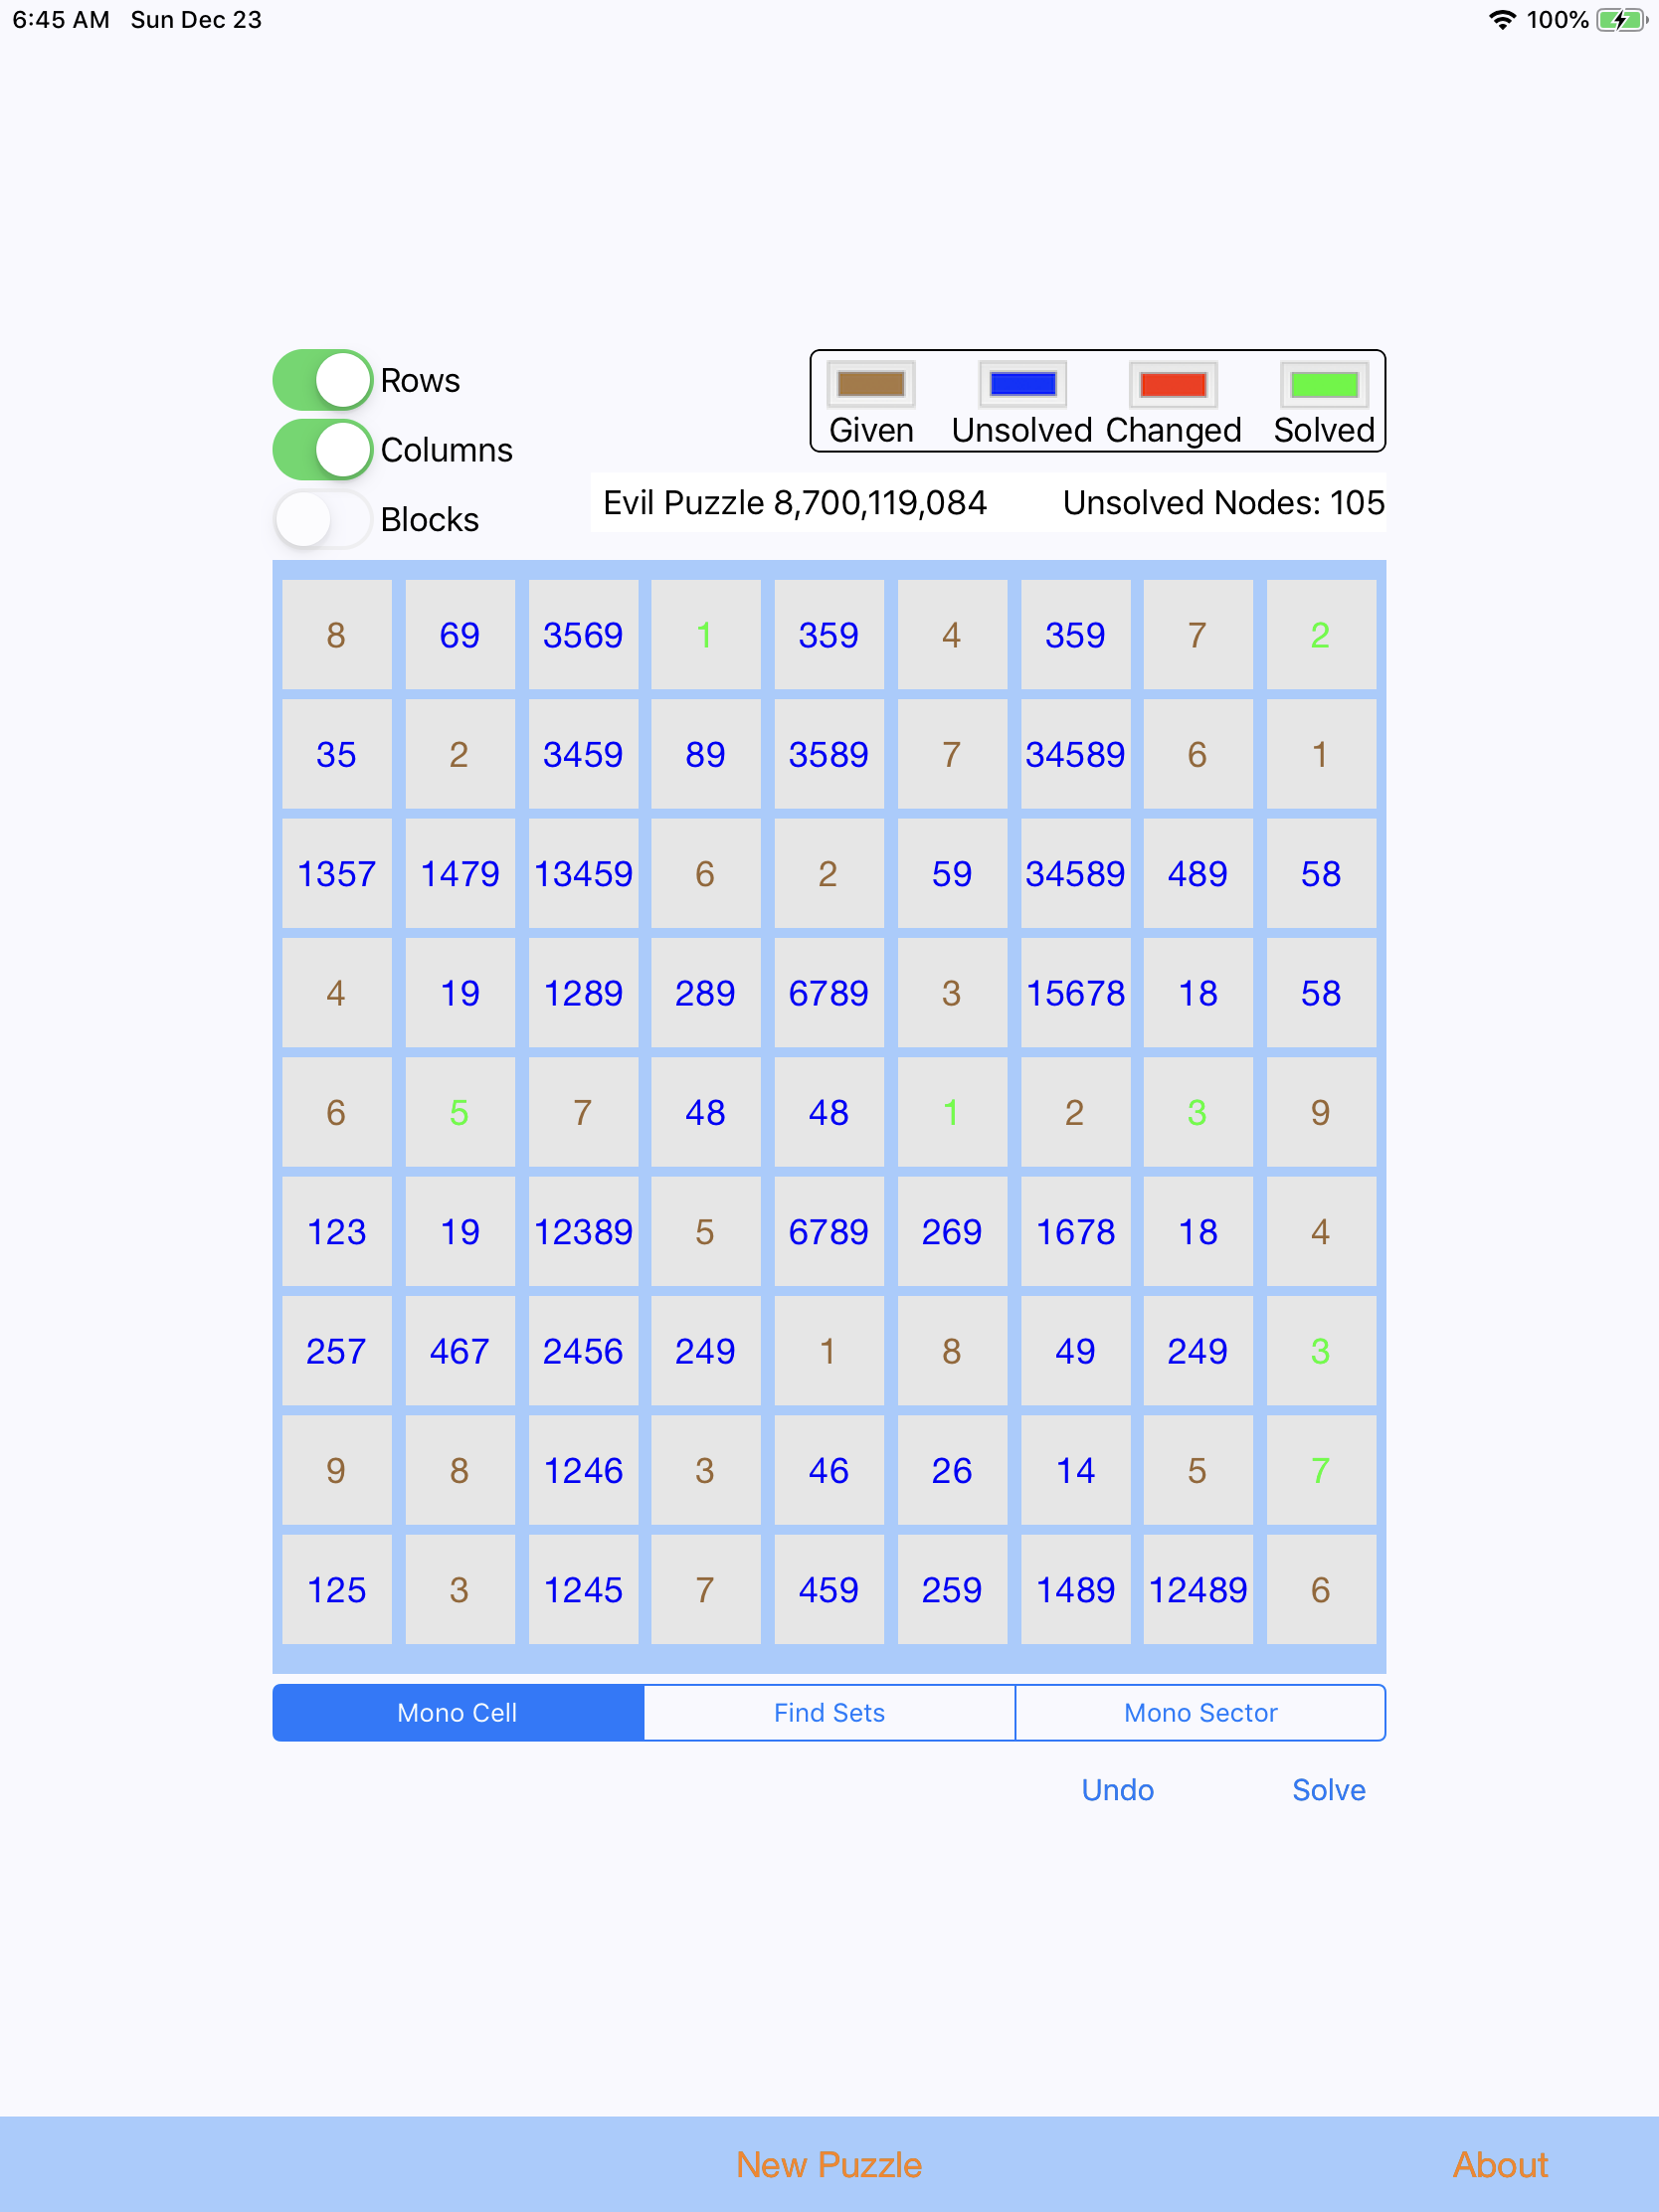 6:45 AM Sun Dec 23 100%
Rows
Columns
Blocks
Given Unsolved Changed Solved
Evil Puzzle 8,700,119,084 Unsolved Nodes: 105
8 69 3569 1 359 4 359 7 2
35 2 3459 89 3589 7 34589 6 1
1357 1479 13459 6 2 59 34589 489 58
4 19 1289 289 6789 3 15678 18 58
6 5 7 48 48 1 2 3 9
123 19 12389 5 6789 269 1678 18 4
257 467 2456 249 1 8 49 249 3
9 8 1246 3 46 26 14 5 7
125 3 1245 7 459 259 1489 12489 6
Mono Cell Find Sets Mono Sector
Undo Solve
New Puzzle About